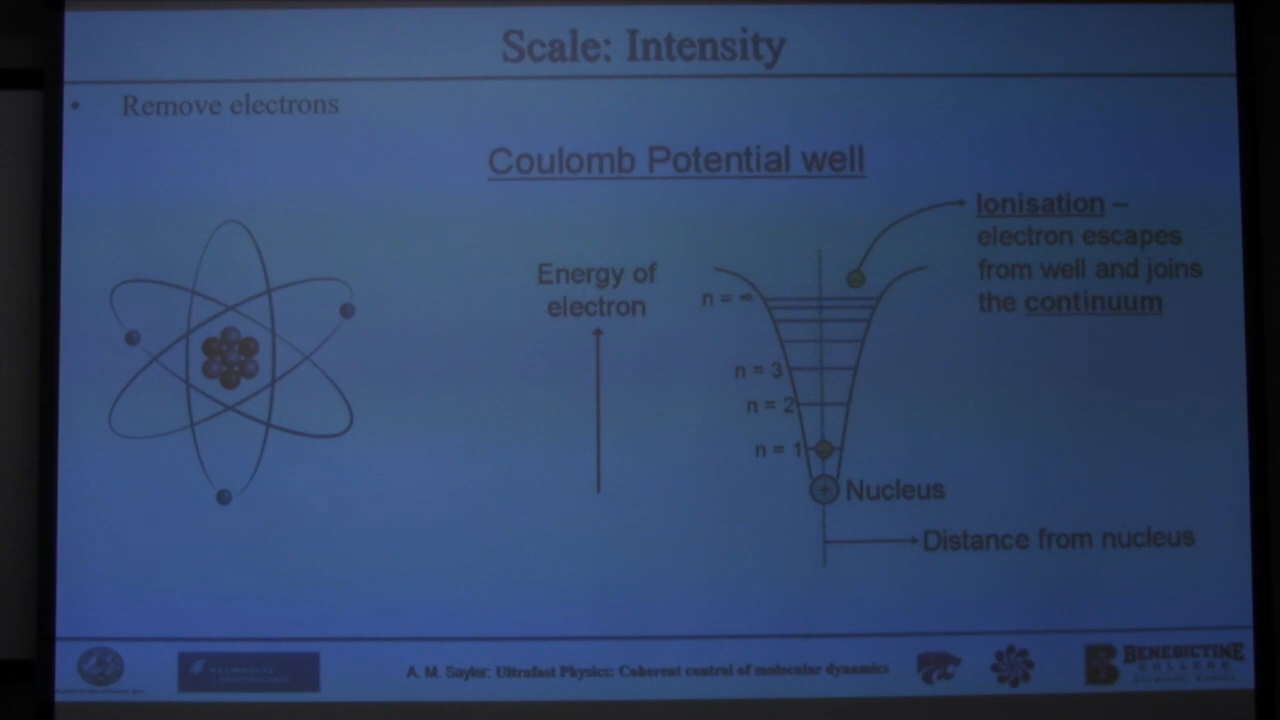 Scale: Intensity
• Remove electrons
Coulomb Potential well
Ionisation –
electron escapes
from well and joins
the continuum
Energy of
electron
n = ∞
n = 3
n = 2
n = 1
+
Nucleus
Distance from nucleus
A. M. Sayler: Ultrafast Physics: Coherent control of molecular dynamics
BENEDICTINE
COLLEGE